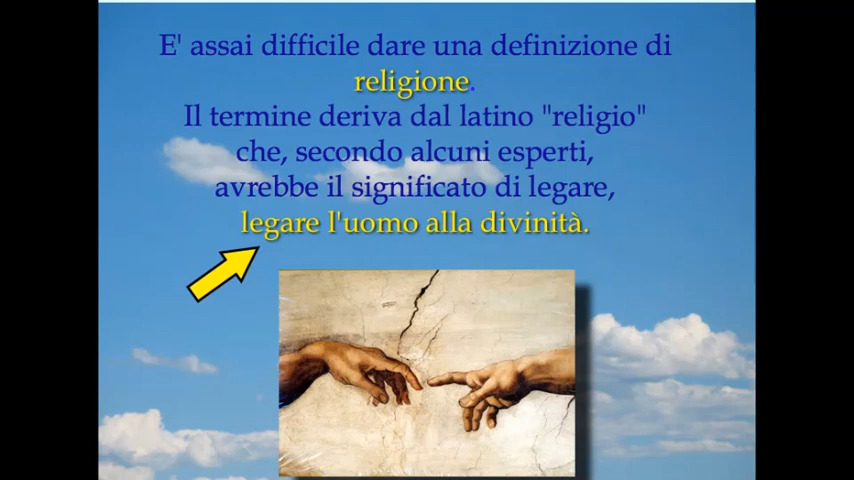 E' assai difficile dare una definizione di
religione.
Il termine deriva dal latino "religio"
che, secondo alcuni esperti,
avrebbe il significato di legare,
legare l'uomo alla divinità.